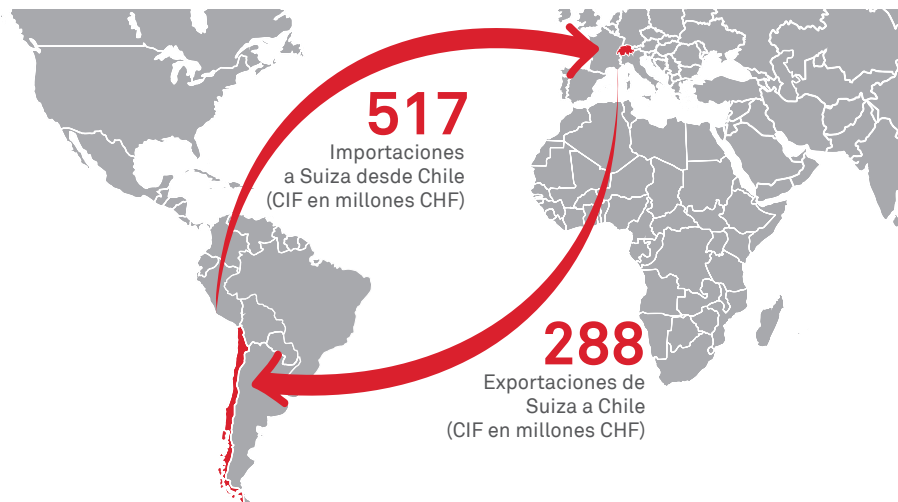 517
Importaciones
a Suiza desde Chile
(CIF en millones CHF)
288
Exportaciones de
Suiza a Chile
(CIF en millones CHF)